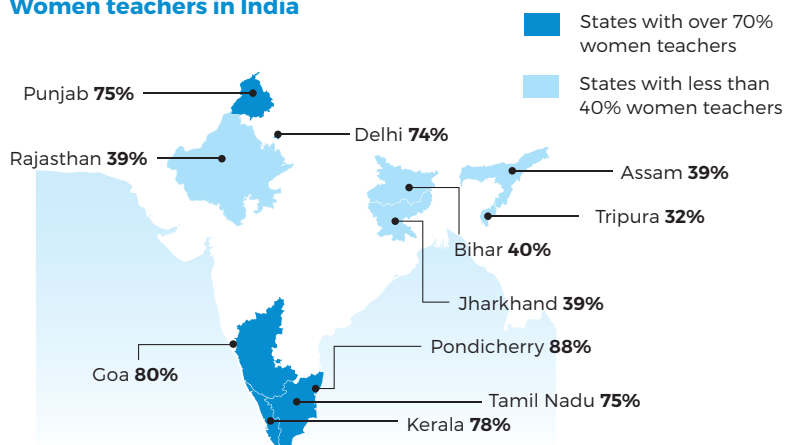 Women teachers in India
States with over 70%
women teachers
States with less than
40% women teachers
Punjab 75%
Delhi 74%
Rajasthan 39%
Assam 39%
Tripura 32%
Bihar 40%
Jharkhand 39%
Pondicherry 88%
Goa 80%
Tamil Nadu 75%
Kerala 78%